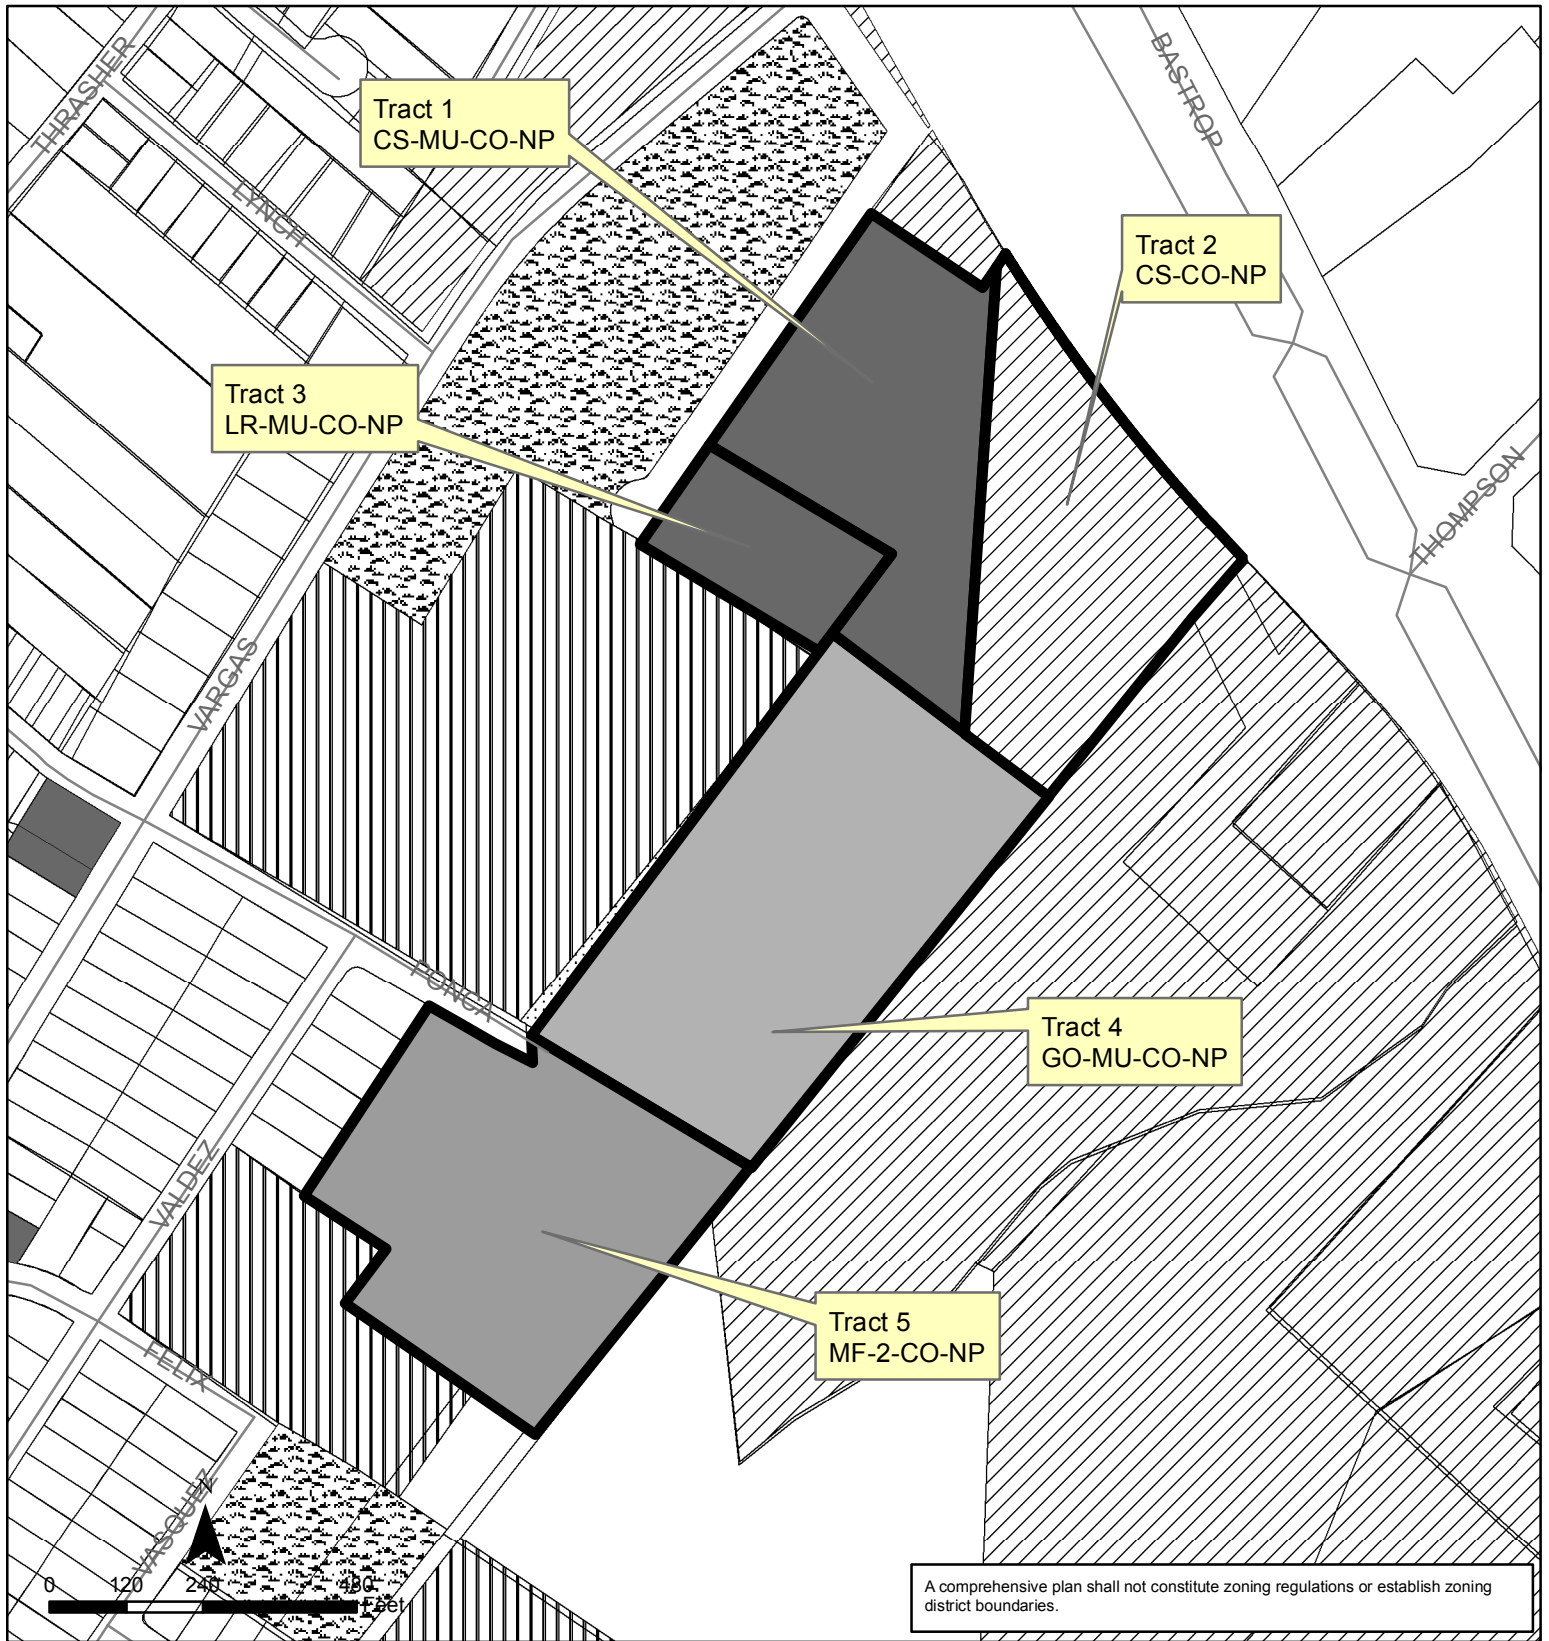 THRASHER
BASTROP
Tract 1
CS-MU-CO-NP
LYNCH
Tract 2
CS-CO-NP
Tract 3
LR-MU-CO-NP
THOMPSON
VARGAS
PONCA
Tract 4
GO-MU-CO-NP
VALDEZ
Tract 5
MF-2-CO-NP
FELIX
VASQUEZ
N
0 120 240 480
Feet
A comprehensive plan shall not constitute zoning regulations or establish zoning
district boundaries.